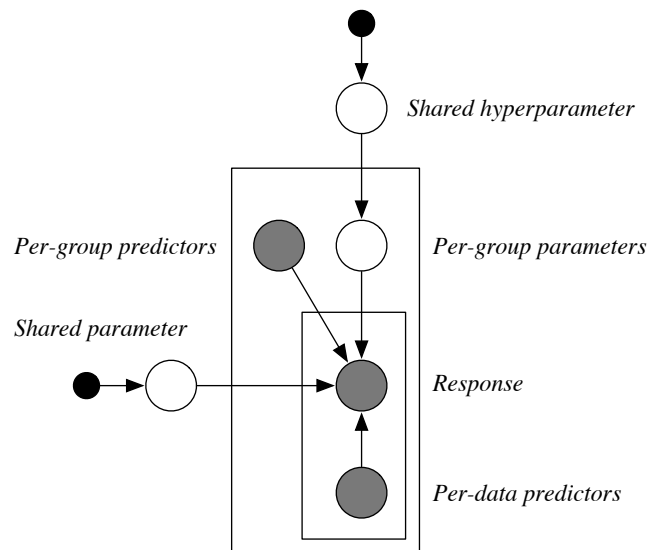 Shared hyperparameter
Per-group predictors
Per-group parameters
Shared parameter
Response
Per-data predictors